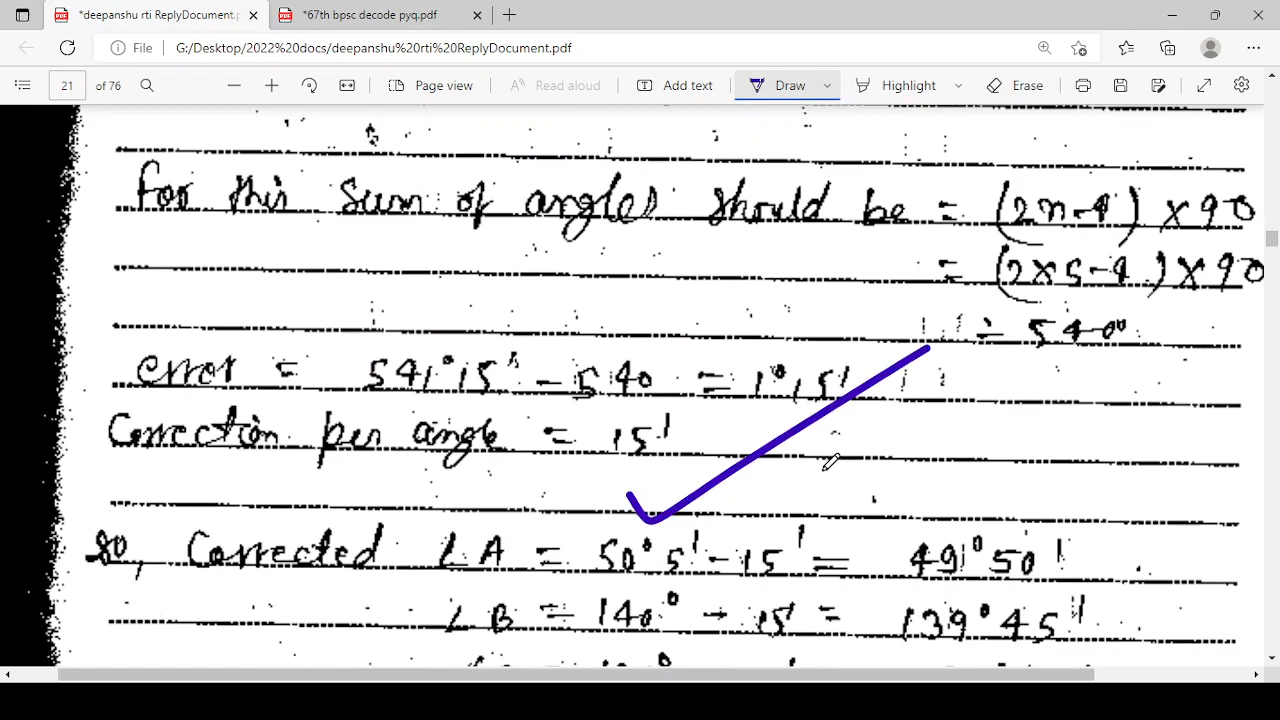 *deepanshu rti ReplyDocument.p
*67th bpsc decode pyq.pdf
File G:/Desktop/2022%20docs/deepanshu%20rti%20ReplyDocument.pdf
21 of 76 Page view Read aloud Add text Draw Highlight Erase
For this sum of angles should be = (2n-4) × 90
= (2×5-4) × 90
= 540°
error = 541°15' - 540 = 1°15'
Correction per angle = 15'
so, Corrected ∠A = 50°5' - 15' = 49°50'
∠B = 140° - 15' = 139°45'